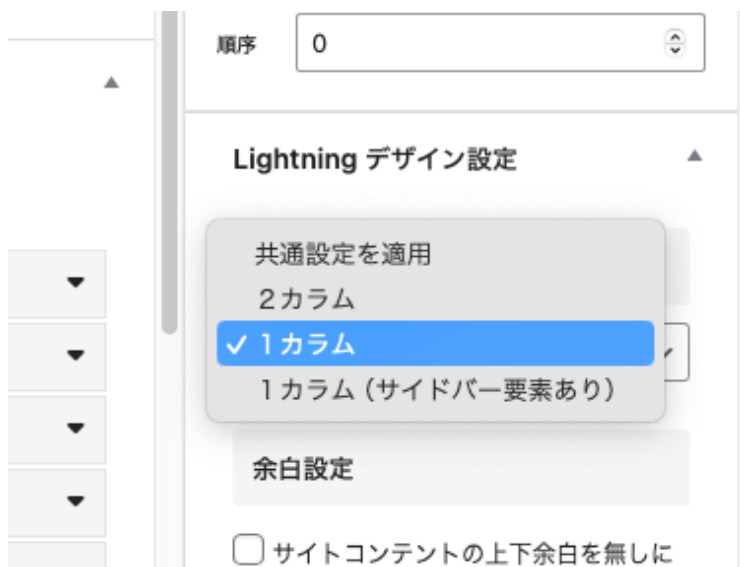 順序
0
Lightning デザイン設定
共通設定を適用
2カラム
1カラム
1カラム（サイドバー要素あり）
余白設定
サイトコンテントの上下余白を無しに